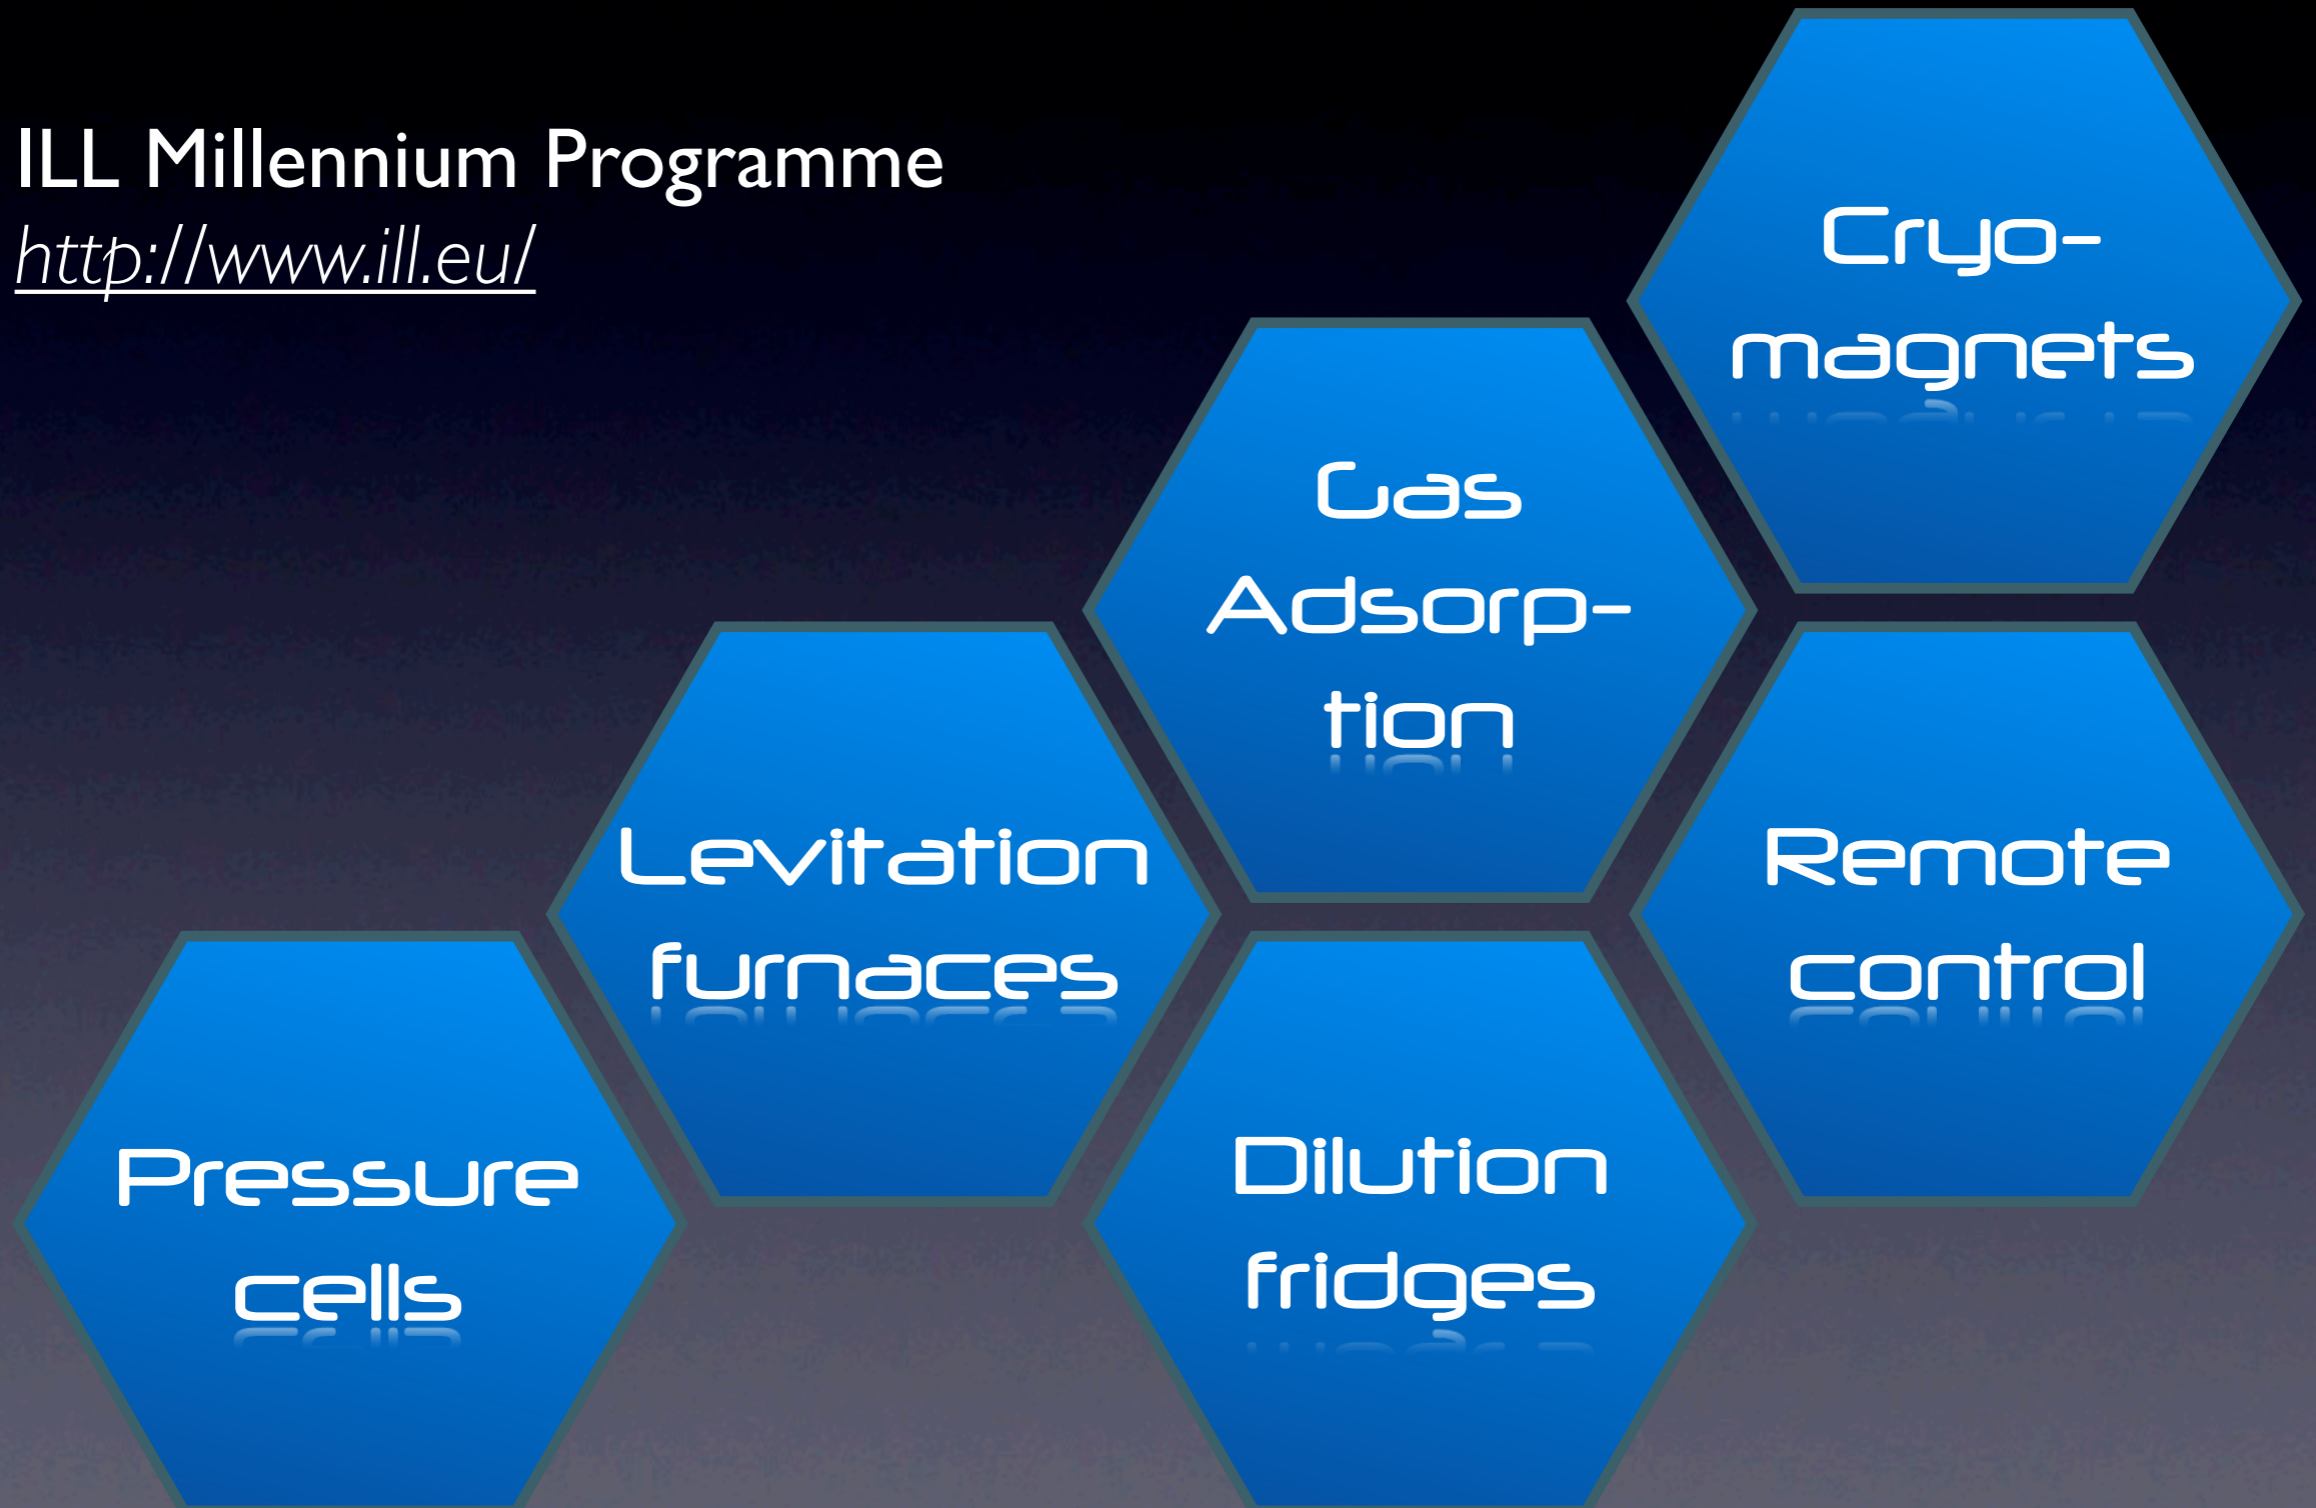 ILL Millennium Programme
http://www.ill.eu/
Cryo-
magnets
Gas
Adsorp-
tion
Levitation
furnaces
Remote
control
Pressure
cells
Dilution
fridges